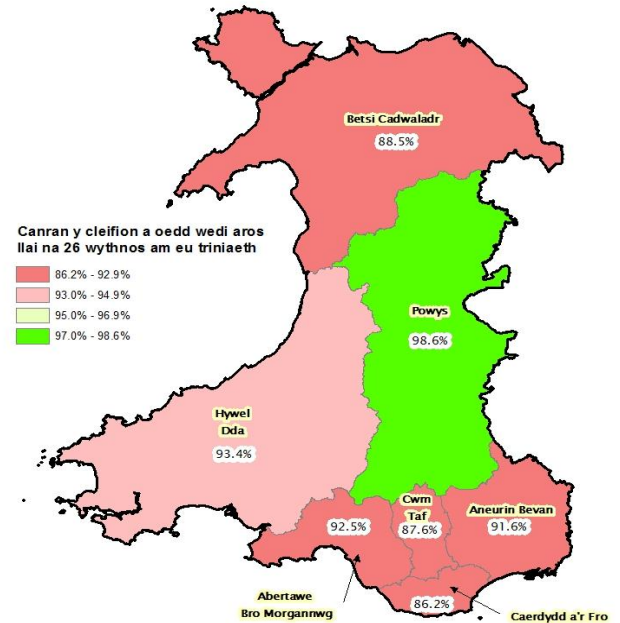 Betsi Cadwaladr
88.5%
Canran y cleifion a oedd wedi aros
llai na 26 wythnos am eu triniaeth
86.2% - 92.9%
93.0% - 94.9%
95.0% - 96.9%
97.0% - 98.6%
Powys
98.6%
Hywel
Dda
93.4%
Cwm
Taf
87.6%
Aneurin Bevan
91.6%
92.5%
Abertawe
Bro Morgannwg
86.2%
Caerdydd a'r Fro